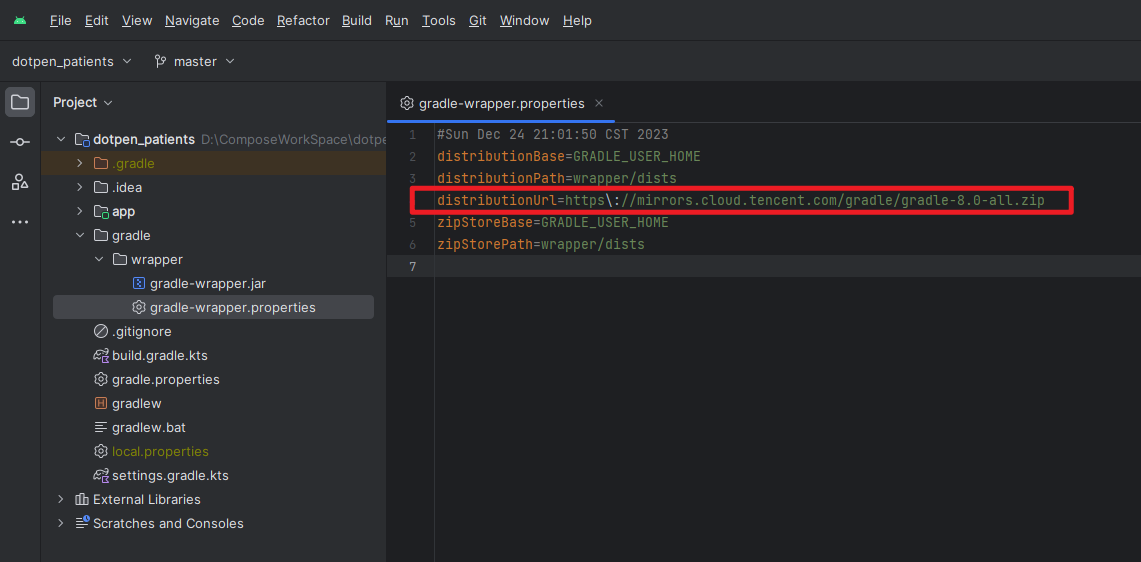 File Edit View Navigate Code Refactor Build Run Tools Git Window Help
dotpen_patients master
Project
gradle-wrapper.properties
dotpen_patients D:\ComposeWorkSpace\dotpe
.gradle
.idea
app
gradle
wrapper
gradle-wrapper.jar
gradle-wrapper.properties
.gitignore
build.gradle.kts
gradle.properties
gradlew
gradlew.bat
local.properties
settings.gradle.kts
External Libraries
Scratches and Consoles
1 #Sun Dec 24 21:01:50 CST 2023
2 distributionBase=GRADLE_USER_HOME
3 distributionPath=wrapper/dists
distributionUrl=https\://mirrors.cloud.tencent.com/gradle/gradle-8.0-all.zip
5 zipStoreBase=GRADLE_USER_HOME
6 zipStorePath=wrapper/dists
7